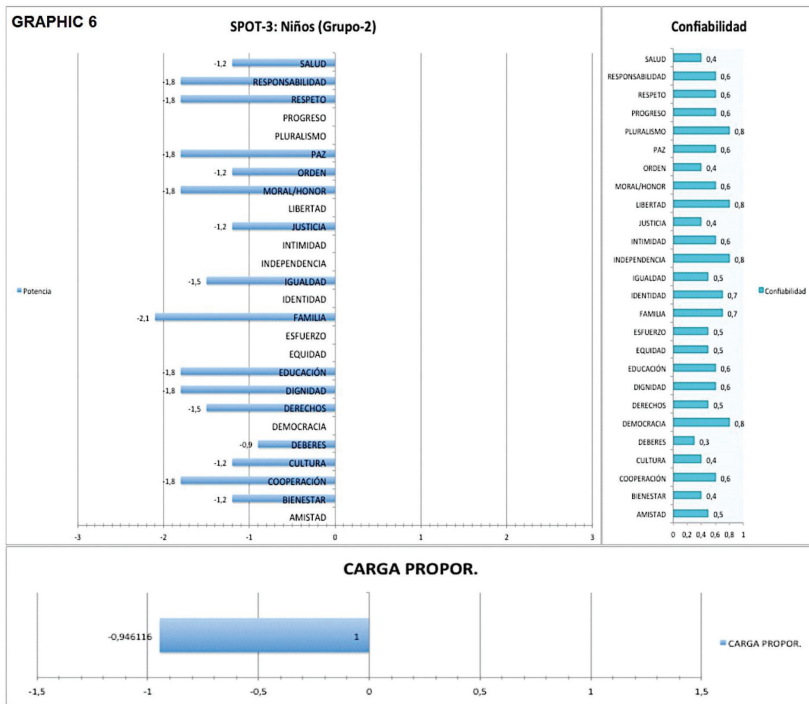 GRAPHIC 6
SPOT-3: Niños (Grupo-2)
-1,2 SALUD
-1,8 RESPONSABILIDAD
-1,8 RESPETO
PROGRESO
PLURALISMO
-1,8 PAZ
-1,2 ORDEN
-1,8 MORAL/HONOR
LIBERTAD
-1,2 JUSTICIA
INTIMIDAD
INDEPENDENCIA
-1,5 IGUALDAD
IDENTIDAD
-2,1 FAMILIA
ESFUERZO
EQUIDAD
-1,8 EDUCACIÓN
-1,8 DIGNIDAD
-1,5 DERECHOS
DEMOCRACIA
-0,9 DEBERES
-1,2 CULTURA
-1,8 COOPERACIÓN
-1,2 BIENESTAR
AMISTAD
-3 -2 -1 0 1 2 3
Potencia
Confiabilidad
SALUD 0,4
RESPONSABILIDAD 0,6
RESPETO 0,6
PROGRESO 0,6
PLURALISMO 0,8
PAZ 0,6
ORDEN 0,4
MORAL/HONOR 0,6
LIBERTAD 0,8
JUSTICIA 0,4
INTIMIDAD 0,6
INDEPENDENCIA 0,8
IGUALDAD 0,5
IDENTIDAD 0,7
FAMILIA 0,7
ESFUERZO 0,5
EQUIDAD 0,5
EDUCACIÓN 0,6
DIGNIDAD 0,6
DERECHOS 0,5
DEMOCRACIA 0,8
DEBERES 0,3
CULTURA 0,4
COOPERACIÓN 0,6
BIENESTAR 0,4
AMISTAD 0,5
0 0,2 0,4 0,6 0,8 1
Confiabilidad
CARGA PROPOR.
-0,946116 1
CARGA PROPOR.
-1,5 -1 -0,5 0 0,5 1 1,5